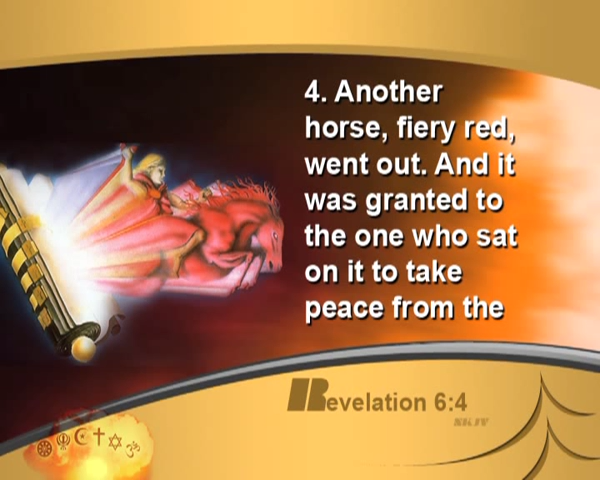 4. Another
horse, fiery red,
went out. And it
was granted to
the one who sat
on it to take
peace from the
Revelation 6:4
NKJV